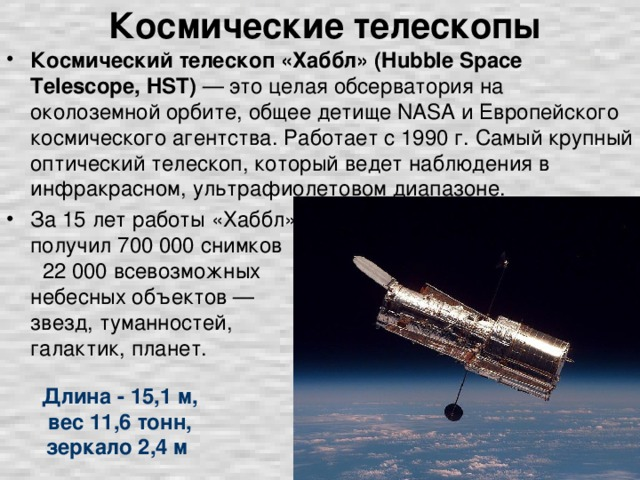 Космические телескопы
• Космический телескоп «Хаббл» (Hubble Space
Telescope, HST) — это целая обсерватория на
околоземной орбите, общее детище NASA и Европейского
космического агентства. Работает с 1990 г. Самый крупный
оптический телескоп, который ведет наблюдения в
инфракрасном, ультрафиолетовом диапазоне.
• За 15 лет работы «Хаббл»
получил 700 000 снимков
22 000 всевозможных
небесных объектов —
звезд, туманностей,
галактик, планет.
Длина - 15,1 м,
вес 11,6 тонн,
зеркало 2,4 м